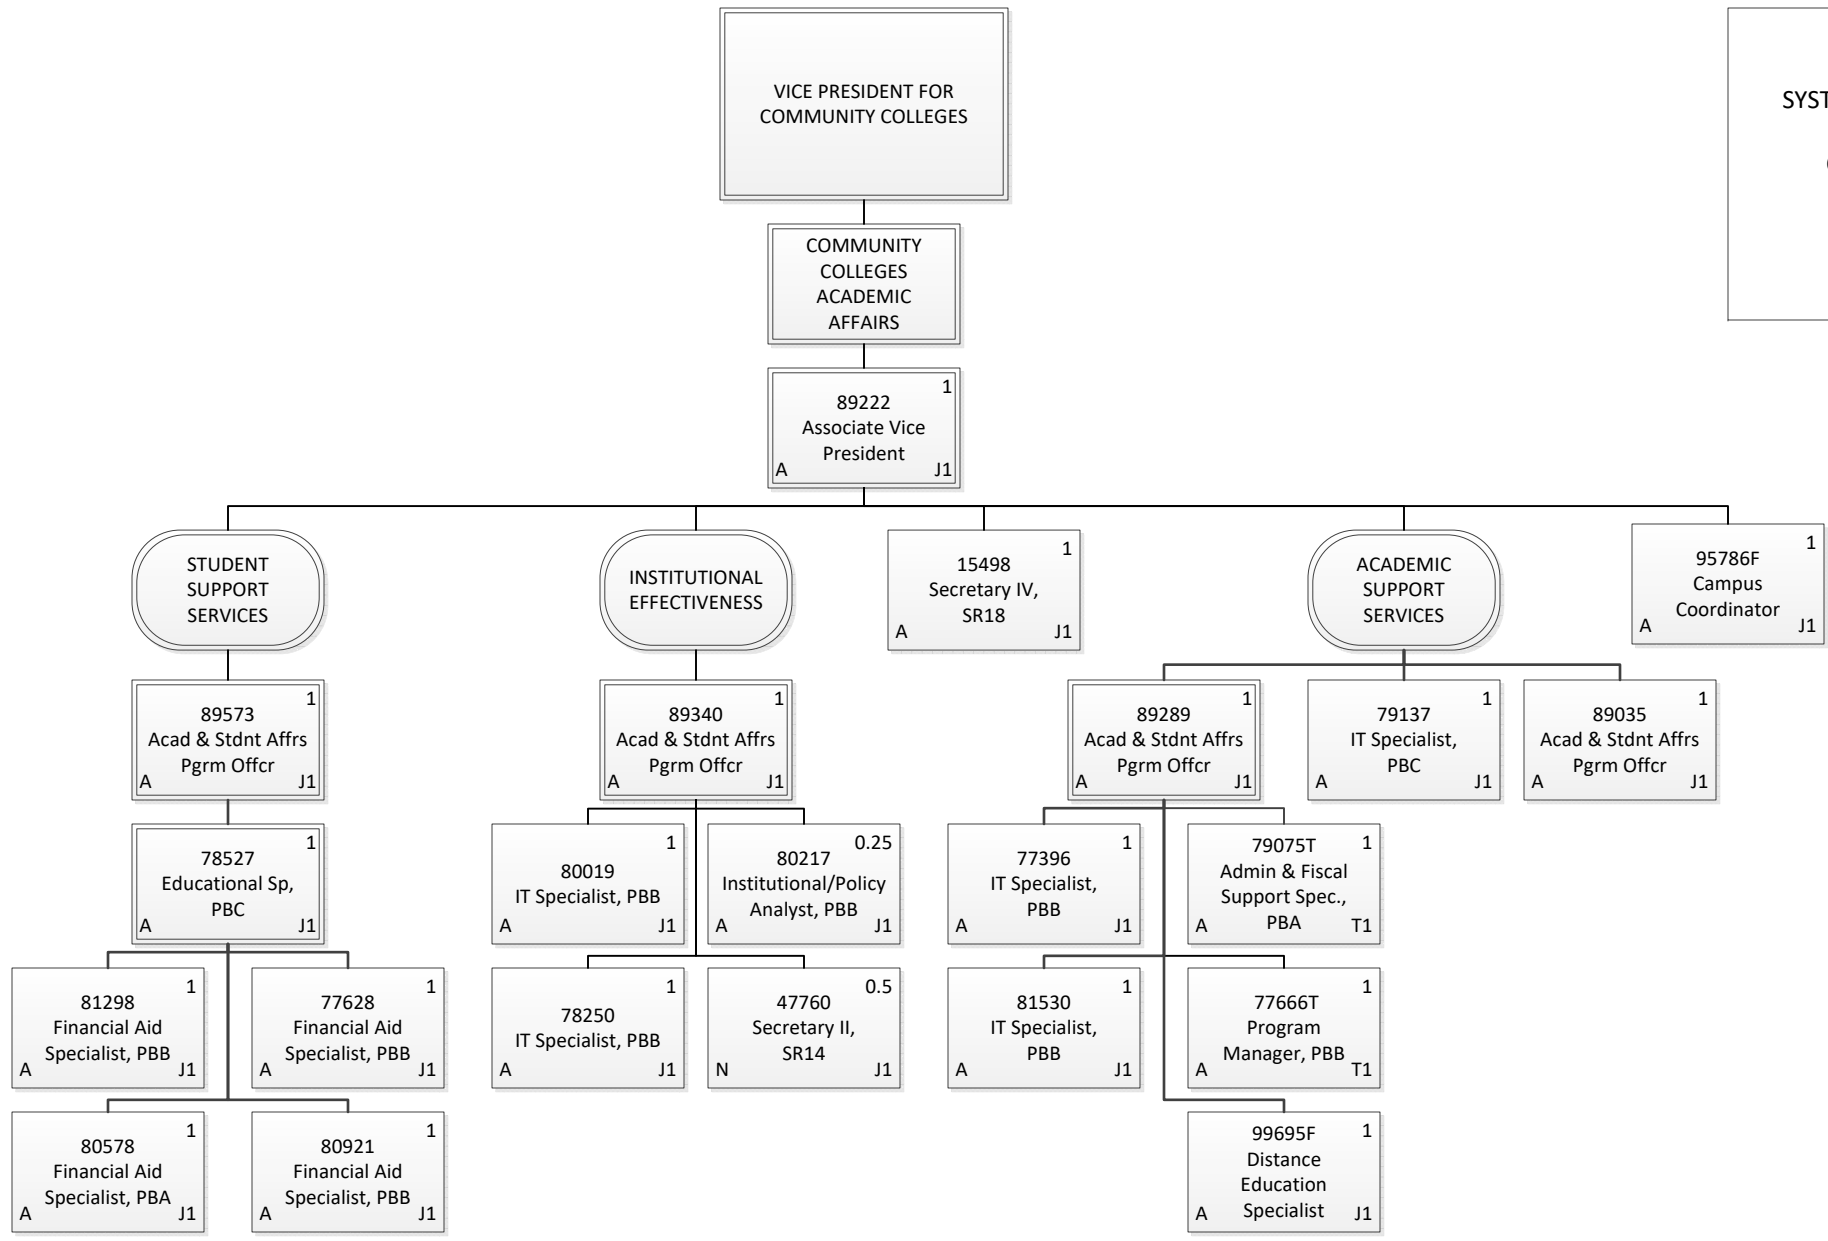 VICE PRESIDENT FOR
COMMUNITY COLLEGES
SYST
COMMUNITY
COLLEGES
ACADEMIC
AFFAIRS
1
89222
Associate Vice
President
A J1
STUDENT
SUPPORT
SERVICES
INSTITUTIONAL
EFFECTIVENESS
1
15498
Secretary IV,
SR18
A J1
ACADEMIC
SUPPORT
SERVICES
1
95786F
Campus
Coordinator
A J1
1
89573
Acad & Stdnt Affrs
Pgrm Offcr
A J1
1
89340
Acad & Stdnt Affrs
Pgrm Offcr
A J1
1
89289
Acad & Stdnt Affrs
Pgrm Offcr
A J1
1
79137
IT Specialist,
PBC
A J1
1
89035
Acad & Stdnt Affrs
Pgrm Offcr
A J1
1
78527
Educational Sp,
PBC
A J1
1
80019
IT Specialist, PBB
A J1
0.25
80217
Institutional/Policy
Analyst, PBB
A J1
1
77396
IT Specialist,
PBB
A J1
79075T 1
Admin & Fiscal
Support Spec.,
PBA
A T1
1
81298
Financial Aid
Specialist, PBB
A J1
1
77628
Financial Aid
Specialist, PBB
A J1
1
78250
IT Specialist, PBB
A J1
0.5
47760
Secretary II,
SR14
N J1
1
81530
IT Specialist,
PBB
A J1
1
77666T
Program
Manager, PBB
A T1
1
80578
Financial Aid
Specialist, PBA
A J1
1
80921
Financial Aid
Specialist, PBB
A J1
99695F 1
Distance
Education
Specialist
A J1